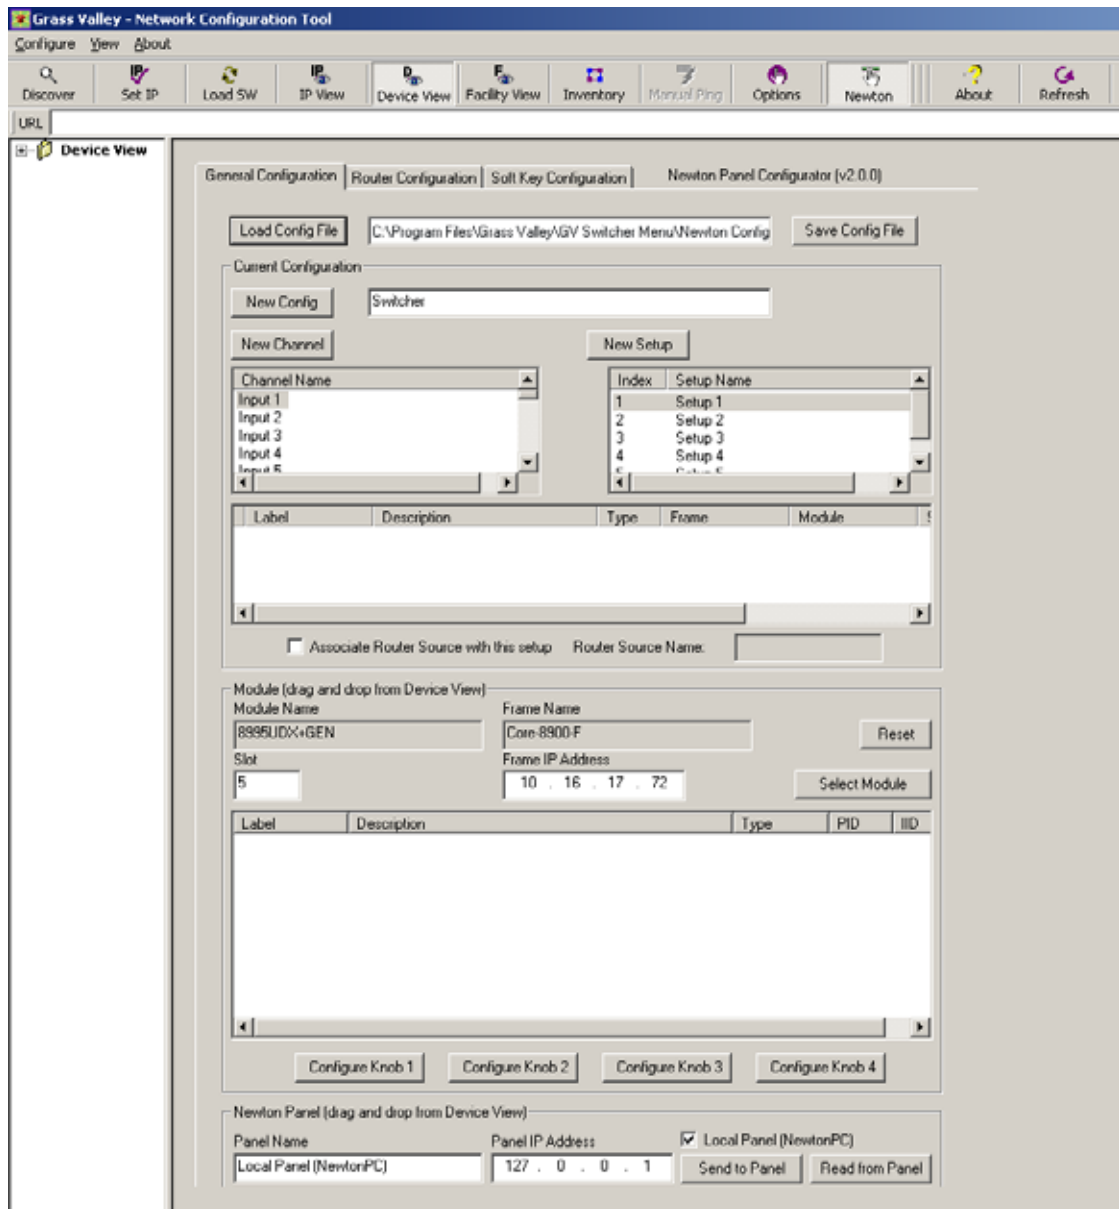 Grass Valley - Network Configuration Tool
Configure View About
Discover Set IP Load SW IP View Device View Facility View Inventory Manual Ping Options Newton About Refresh
URL
Device View
General Configuration Router Configuration Soft Key Configuration Newton Panel Configurator (v2.0.0)
Load Config File C:\Program Files\Grass Valley\GV Switcher Menu\Newton Config Save Config File
Current Configuration
New Config Switcher
New Channel New Setup
Channel Name Index Setup Name
Input 1 1 Setup 1
Input 2 2 Setup 2
Input 3 3 Setup 3
Input 4 4 Setup 4
Input 5 5 Setup 5
Label Description Type Frame Module
Associate Router Source with this setup Router Source Name:
Module (drag and drop from Device View)
Module Name Frame Name
8995UDX+GEN Core-8900-F Reset
Slot Frame IP Address
5 10 . 16 . 17 . 72 Select Module
Label Description Type PID IID
Configure Knob 1 Configure Knob 2 Configure Knob 3 Configure Knob 4
Newton Panel (drag and drop from Device View)
Panel Name Panel IP Address Local Panel (NewtonPC)
Local Panel (NewtonPC) 127 . 0 . 0 . 1 Send to Panel Read from Panel